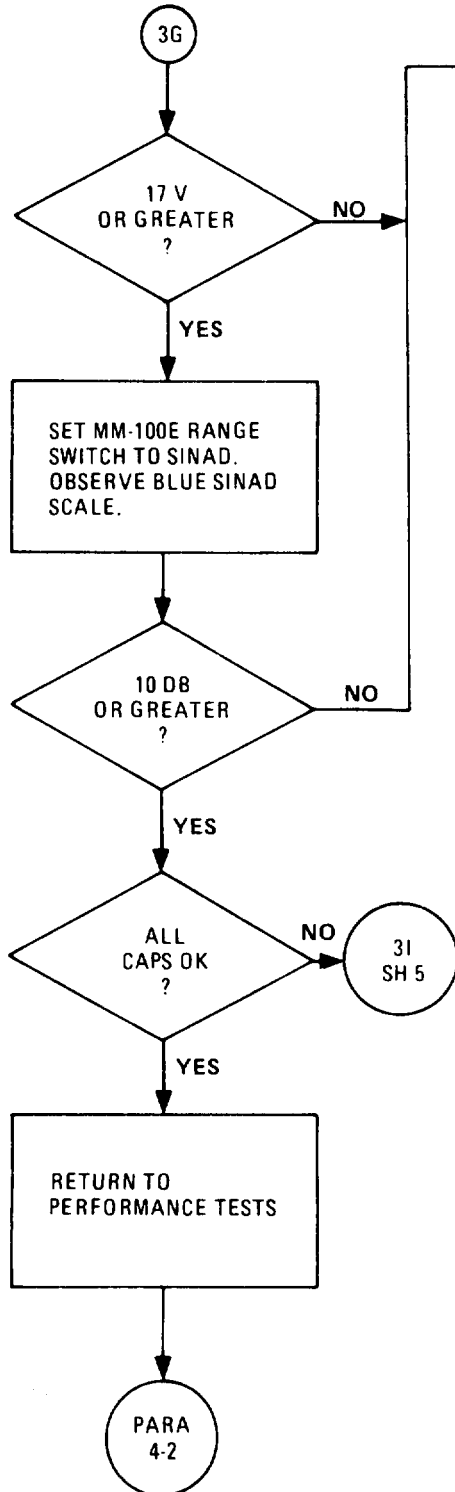 3G
17 V
OR GREATER
?
NO
YES
SET MM-100E RANGE
SWITCH TO SINAD.
OBSERVE BLUE SINAD
SCALE.
10 DB
OR GREATER
?
NO
YES
ALL
CAPS OK
?
NO
3I
SH 5
YES
RETURN TO
PERFORMANCE TESTS
PARA
4-2